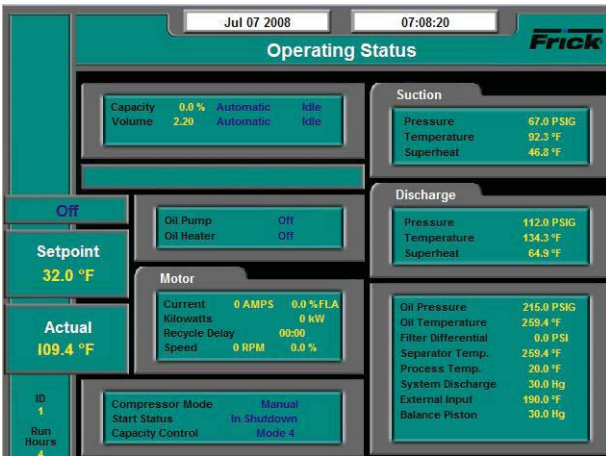 Jul 07 2008 07:08:20
Operating Status
Frick
Capacity 0.0 % Automatic Idle
Volume 2.20 Automatic Idle
Suction
Pressure 67.0 PSIG
Temperature 92.3 °F
Superheat 46.8 °F
Off
Setpoint
32.0 °F
Actual
109.4 °F
ID
1
Run
Hours
4
Oil Pump Off
Oil Heater Off
Discharge
Pressure 112.0 PSIG
Temperature 134.3 °F
Superheat 64.9 °F
Motor
Current 0 AMPS 0.0 %FLA
Kilowatts 0 kW
Recycle Delay 00:00
Speed 0 RPM 0.0 %
Oil Pressure 215.0 PSIG
Oil Temperature 259.4 °F
Filter Differential 0.0 PSI
Separator Temp. 259.4 °F
Process Temp. 20.0 °F
System Discharge 30.0 Hg
External Input 190.0 °F
Balance Piston 30.0 Hg
Compressor Mode Manual
Start Status In Shutdown
Capacity Control Mode 4